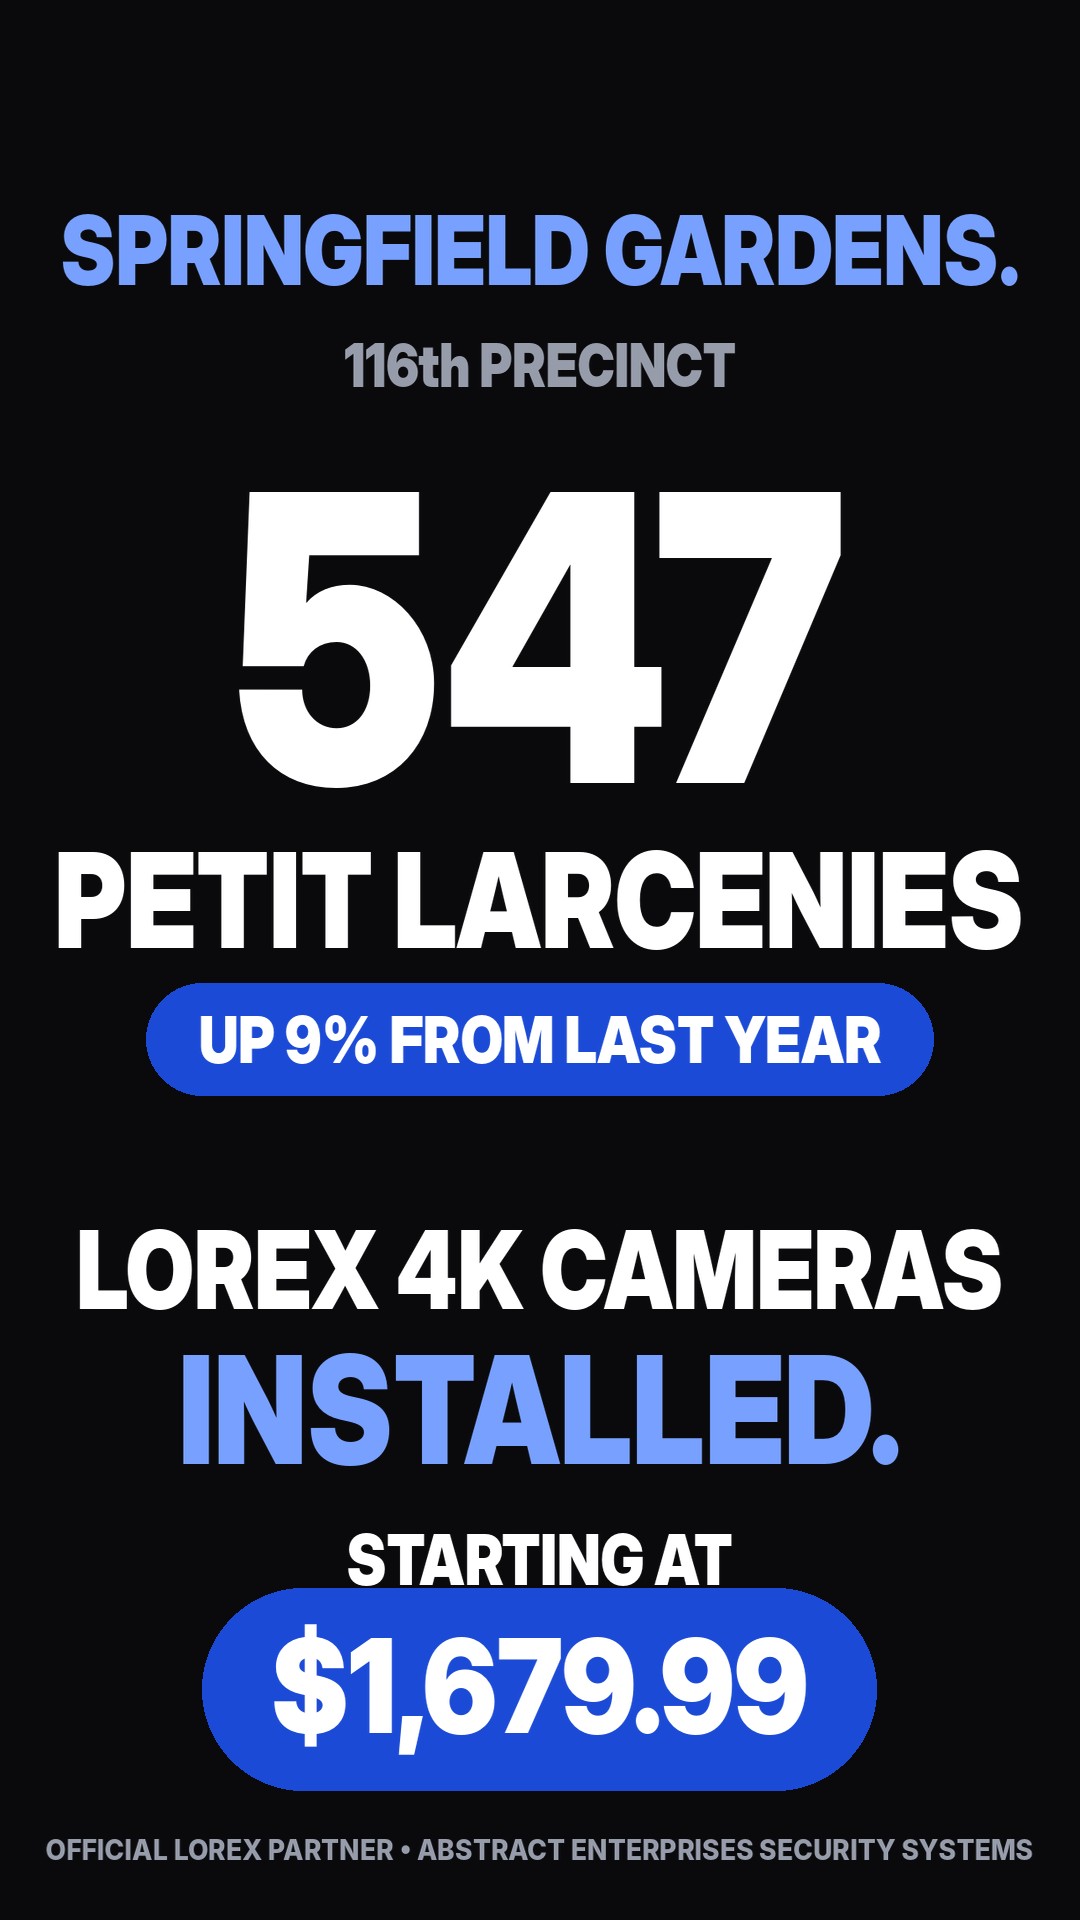 SPRINGFIELD GARDENS.
116th PRECINCT
547
PETIT LARCENIES
UP 9% FROM LAST YEAR
LOREX 4K CAMERAS
INSTALLED.
STARTING AT
$1,679.99
OFFICIAL LOREX PARTNER • ABSTRACT ENTERPRISES SECURITY SYSTEMS